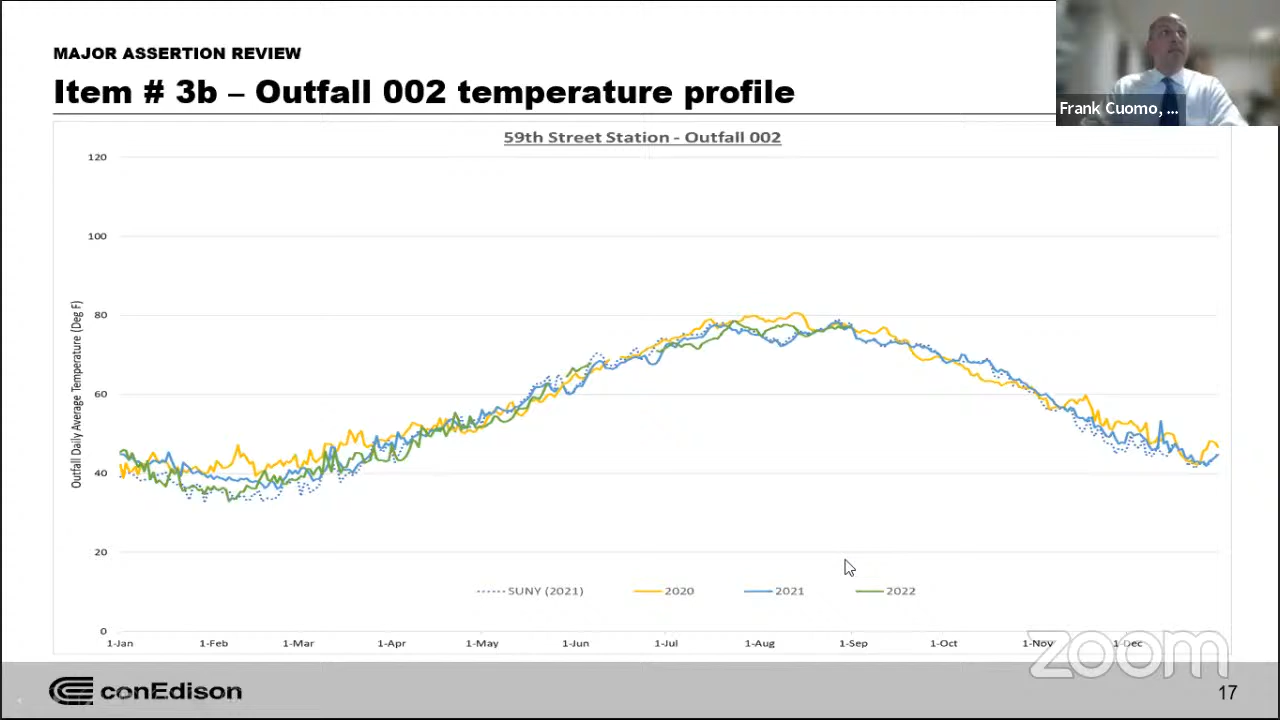 MAJOR ASSERTION REVIEW
Item # 3b – Outfall 002 temperature profile
Frank Cuomo, ...
59th Street Station - Outfall 002
120
100
80
60
40
20
0
Outfall Daily Average Temperature (Deg F)
SUNY (2021)
2020
2021
2022
1-Jan
1-Feb
1-Mar
1-Apr
1-May
1-Jun
1-Jul
1-Aug
1-Sep
1-Oct
1-Nov
1-Dec
zoom
conEdison
17